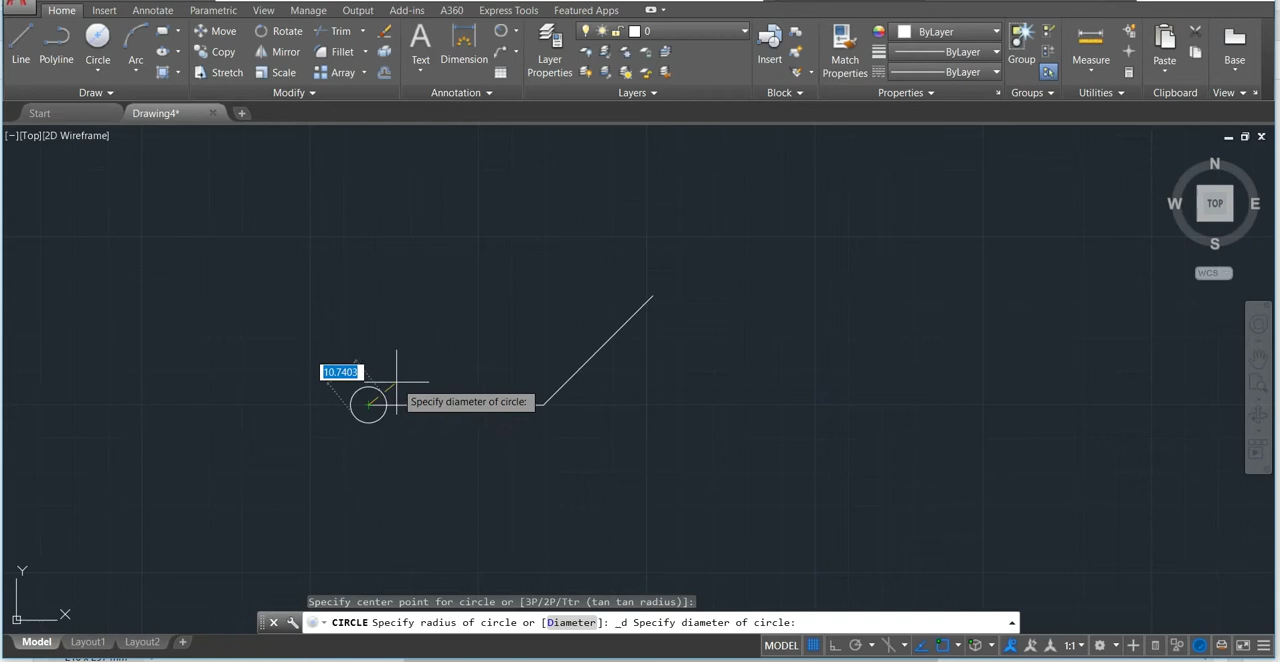 Home Insert Annotate Parametric View Manage Output Add-ins A360 Express Tools Featured Apps
Line Polyline Circle Arc
Move Rotate Trim
Copy Mirror Fillet
Stretch Scale Array
Text Dimension
Layer Properties
0
Insert
Match Properties
ByLayer
ByLayer
ByLayer
Group
Measure
Paste
Base
Draw Modify Annotation Layers Block Properties Groups Utilities Clipboard View
Start Drawing4*
[−][Top][2D Wireframe]
N
W TOP E
S
WCS
10.7403
Specify diameter of circle:
Y
X
Specify center point for circle or [3P/2P/Ttr (tan tan radius)]:
CIRCLE Specify radius of circle or [Diameter]: _d Specify diameter of circle:
Model Layout1 Layout2
MODEL 1:1